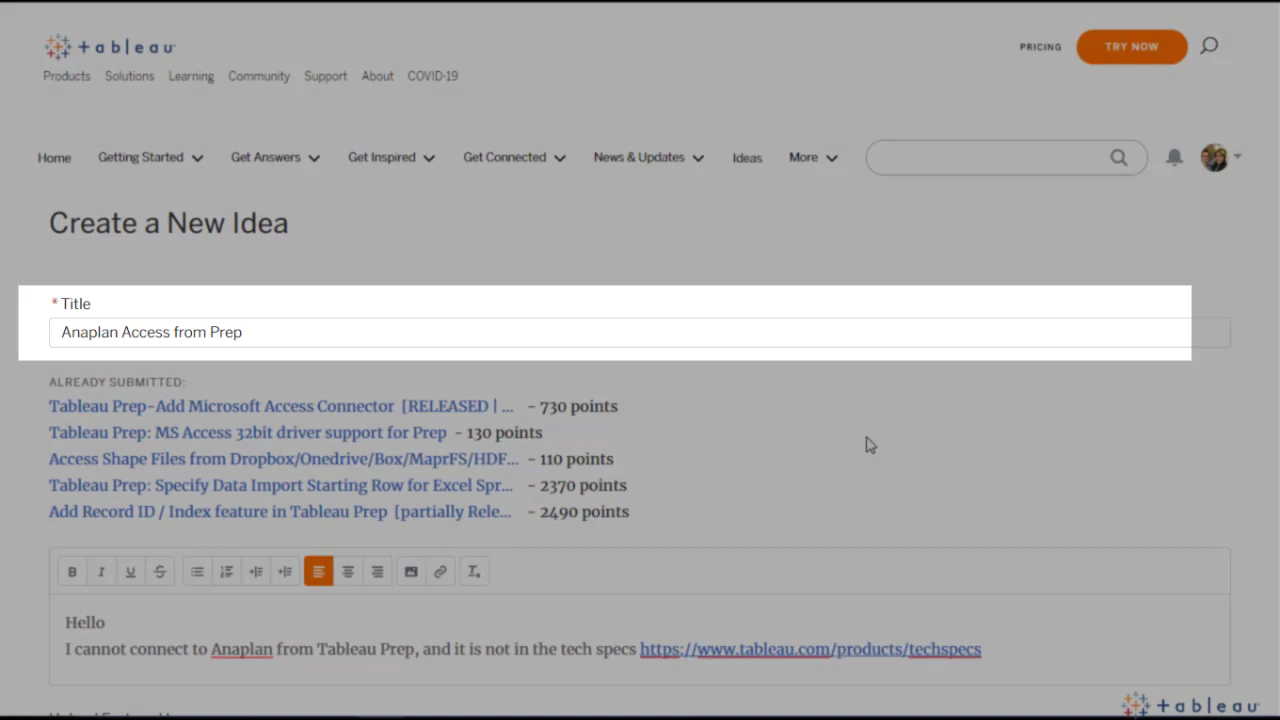 +ableau
PRICING
TRY NOW
Products Solutions Learning Community Support About COVID-19
Home Getting Started Get Answers Get Inspired Get Connected News & Updates Ideas More
Create a New Idea
* Title
Anaplan Access from Prep
ALREADY SUBMITTED:
Tableau Prep-Add Microsoft Access Connector [RELEASED | ... - 730 points
Tableau Prep: MS Access 32bit driver support for Prep - 130 points
Access Shape Files from Dropbox/Onedrive/Box/MaprFS/HDF... - 110 points
Tableau Prep: Specify Data Import Starting Row for Excel Spr... - 2370 points
Add Record ID / Index feature in Tableau Prep [partially Rele... - 2490 points
B I U S
Hello
I cannot connect to Anaplan from Tableau Prep, and it is not in the tech specs https://www.tableau.com/products/techspecs
+ableau